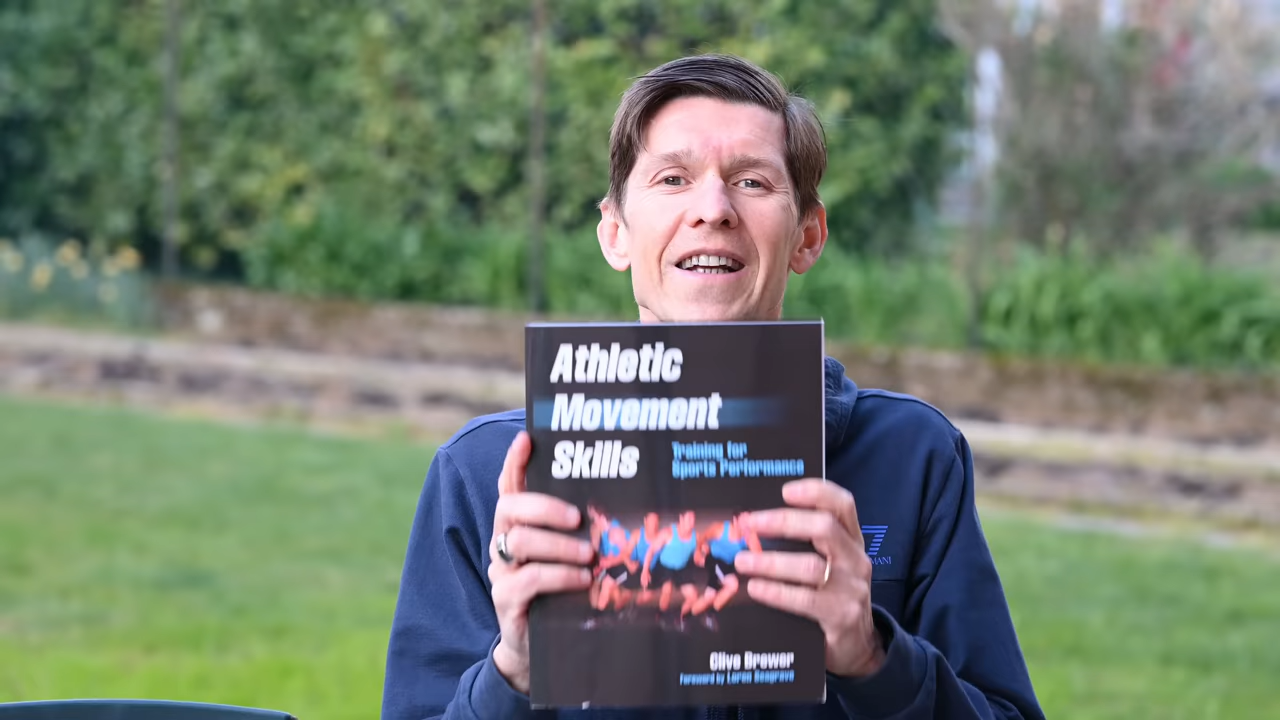 Athletic
Movement
Skills
Training for
Sports Performance
Clive Brewer
Foreword by Loren Seagrave